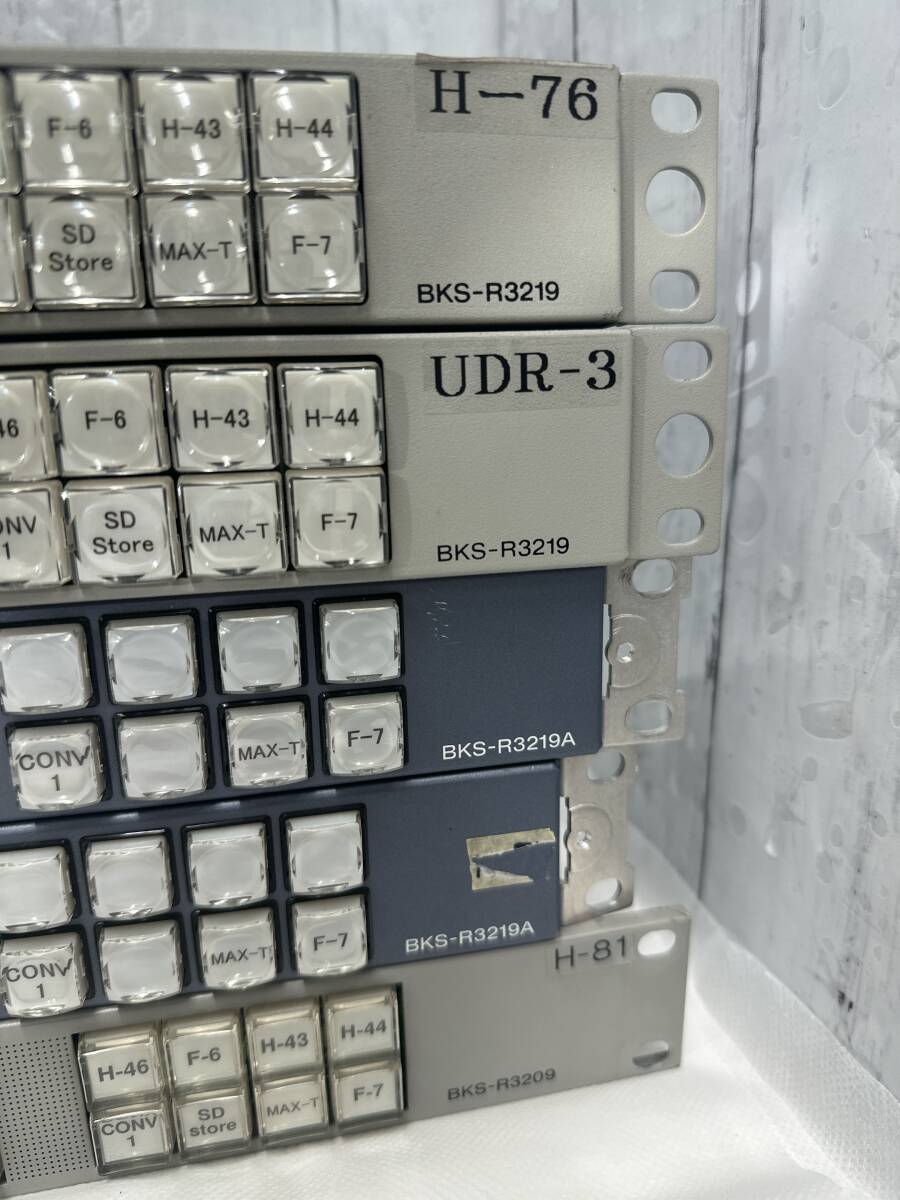 H-76
F-6 H-43 H-44
SD
Store
MAX-T F-7
BKS-R3219
UDR-3
F-6 H-43 H-44
1
SD
Store
MAX-T F-7
BKS-R3219
CONV
1
MAX-T F-7
BKS-R3219A
CONV
1
MAX-T F-7
BKS-R3219A
H-81
H-46 F-6 H-43 H-44
CONV
1
SD
store
MAX-T F-7
BKS-R3209